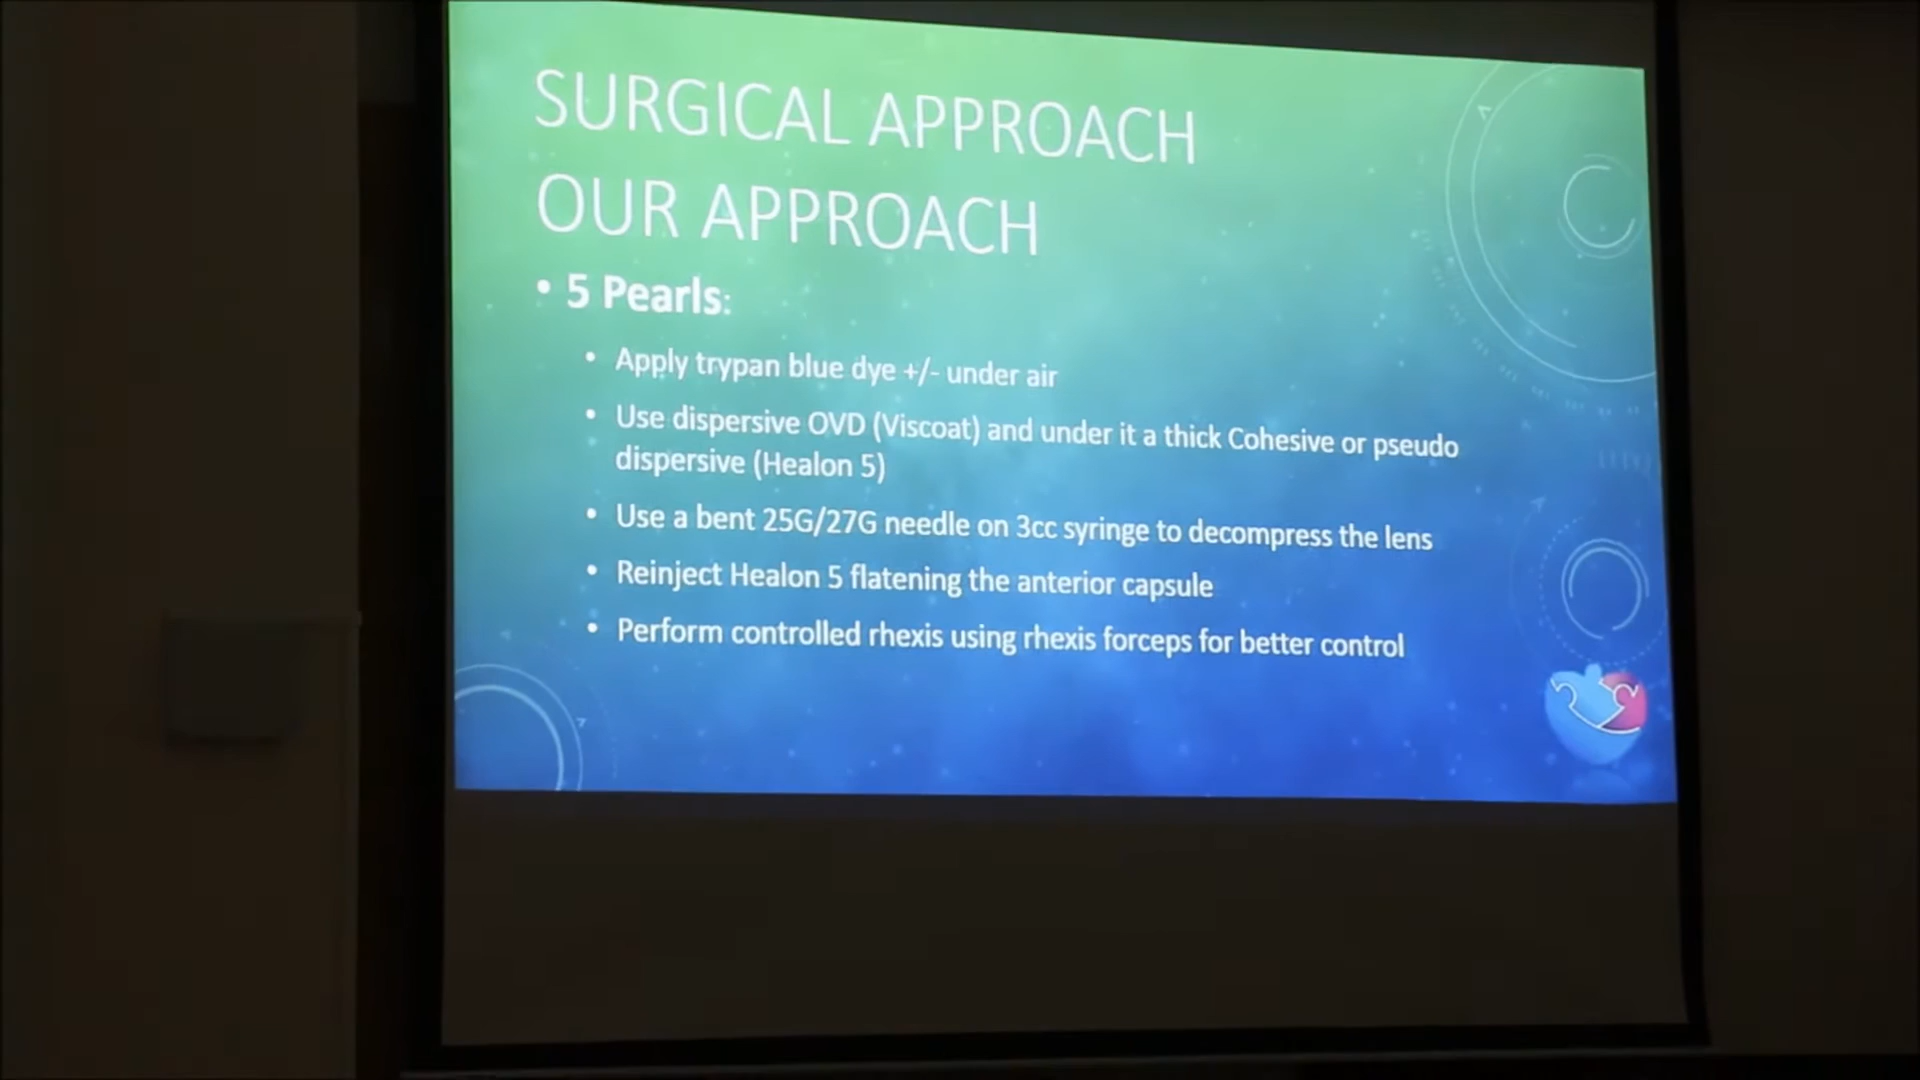 SURGICAL APPROACH
OUR APPROACH
• 5 Pearls:
• Apply trypan blue dye +/- under air
• Use dispersive OVD (Viscoat) and under it a thick Cohesive or pseudo
dispersive (Healon 5)
• Use a bent 25G/27G needle on 3cc syringe to decompress the lens
• Reinject Healon 5 flatening the anterior capsule
• Perform controlled rhexis using rhexis forceps for better control